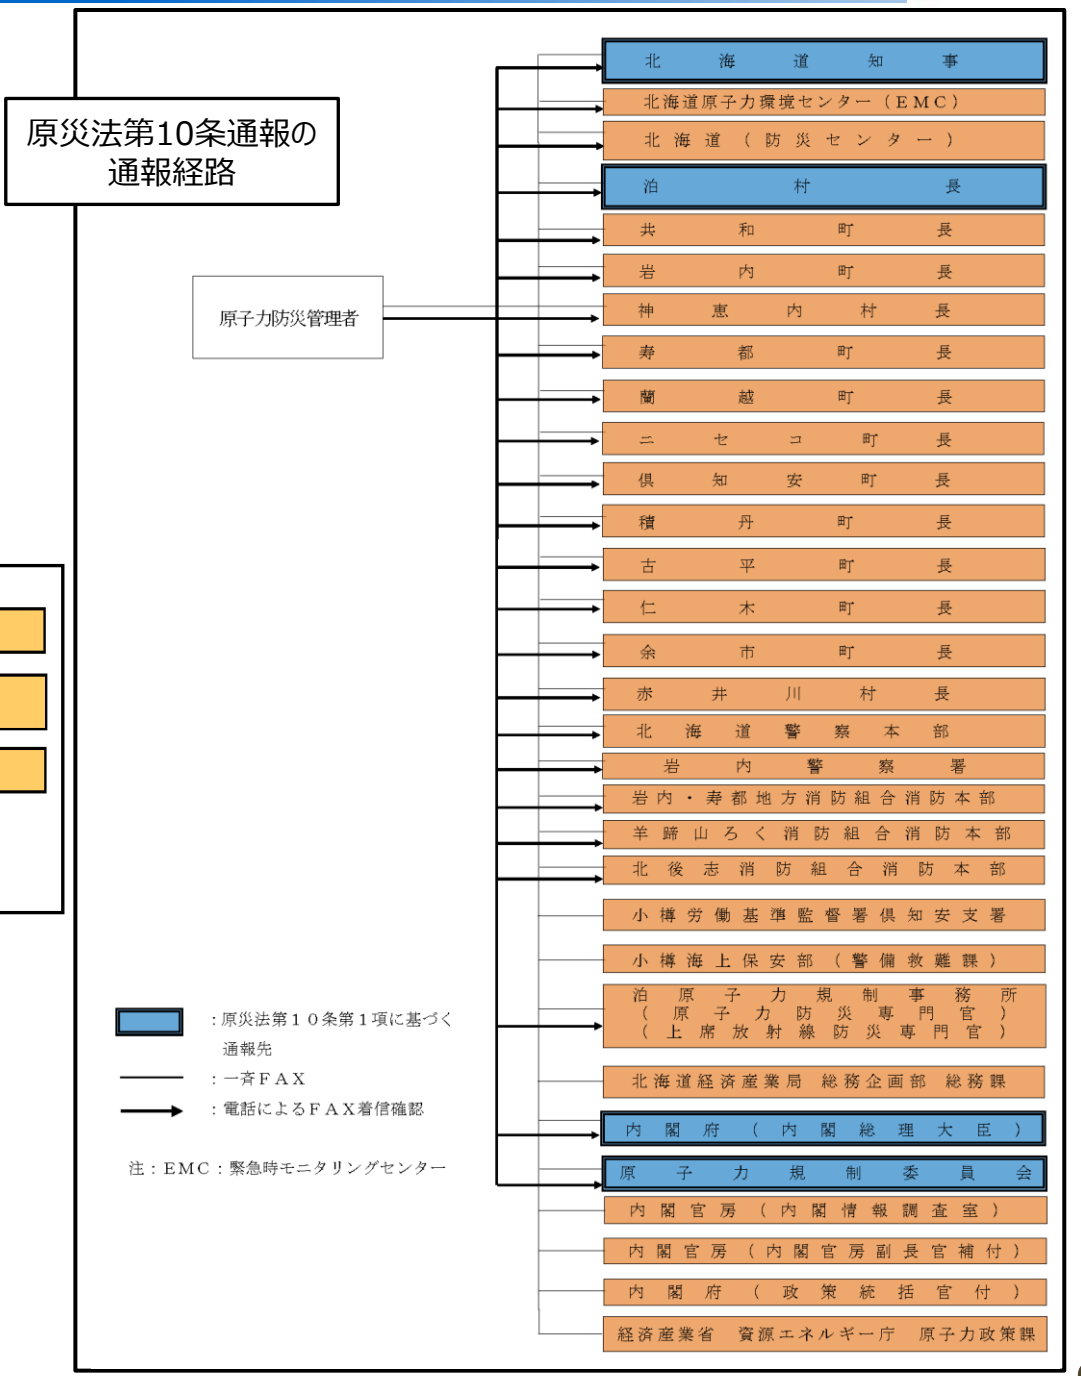 原災法第10条通報の
通報経路
原子力防災管理者
北海道知事
北海道原子力環境センター（ＥＭＣ）
北海道（防災センター）
泊村長
共和町長
岩内町長
神恵内村長
寿都町長
蘭越町長
ニセコ町長
倶知安町長
積丹町長
古平町長
仁木町長
余市町長
赤井川村長
北海道警察本部
岩内警察署
岩内・寿都地方消防組合消防本部
羊蹄山ろく消防組合消防本部
北後志消防組合消防本部
小樽労働基準監督署倶知安支署
小樽海上保安部（警備救難課）
泊原子力規制事務所
（原子力防災専門官）
（上席放射線防災専門官）
北海道経済産業局　総務企画部　総務課
内閣府（内閣総理大臣）
原子力規制委員会
内閣官房（内閣情報調査室）
内閣官房（内閣官房副長官補付）
内閣府（政策統括官付）
経済産業省　資源エネルギー庁　原子力政策課
：原災法第１０条第１項に基づく
通報先
：一斉ＦＡＸ
：電話によるＦＡＸ着信確認
注：ＥＭＣ：緊急時モニタリングセンター